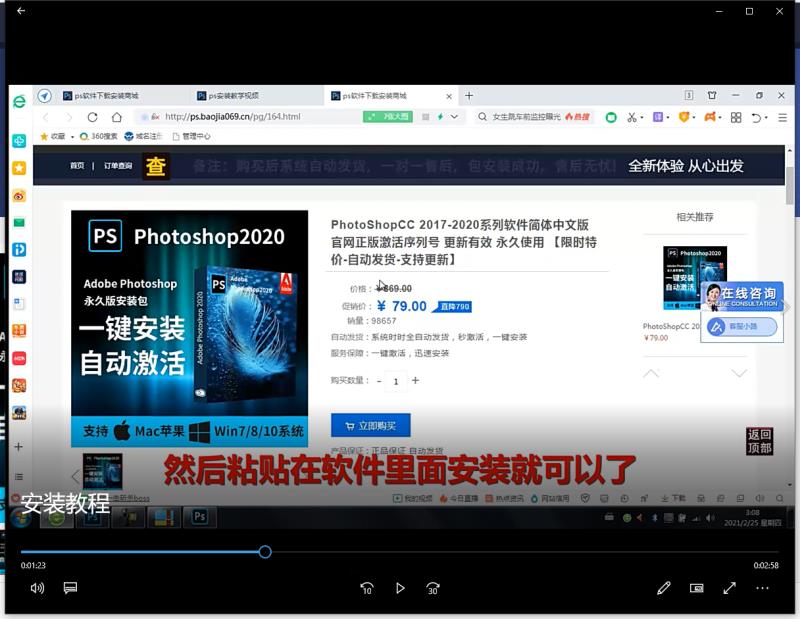 ps软件下载安装商城
ps安装教学视频
ps软件下载安装商城
http://ps.baojia069.cn/pg/164.html
7张大图
女生跳车前监控曝光
热搜
收藏
360搜索
域名注册
管理中心
首页 | 订单查询
查
备注：购买后系统自动发货，一对一售后，包安装成功，售后无忧!
全新体验 从心出发
PS Photoshop2020
Adobe Photoshop
永久版安装包
一键安装
自动激活
支持 Mac苹果 Win7/8/10系统
PhotoShopCC 2017-2020系列软件简体中文版
官网正版激活序列号 更新有效 永久使用 【限时特
价-自动发货-支持更新】
价格：¥869.00
促销价：¥ 79.00 直降790
销量：98657
自动发货：系统时时全自动发货，秒激活，一键安装
服务保障：一键激活，迅速安装
购买数量： - 1 +
立即购买
产品保证：正品保证 自动发货
相关推荐
PhotoShopCC 20
¥79.00
在线咨询
ONLINE CONSULTATION
客服小路
返回
顶部
然后粘贴在软件里面安装就可以了
安装教程
我的视频
今日直播
热点资讯
网站信用
下载
3:08
2021/2/25 星期四
0:01:23
0:02:58
10
30